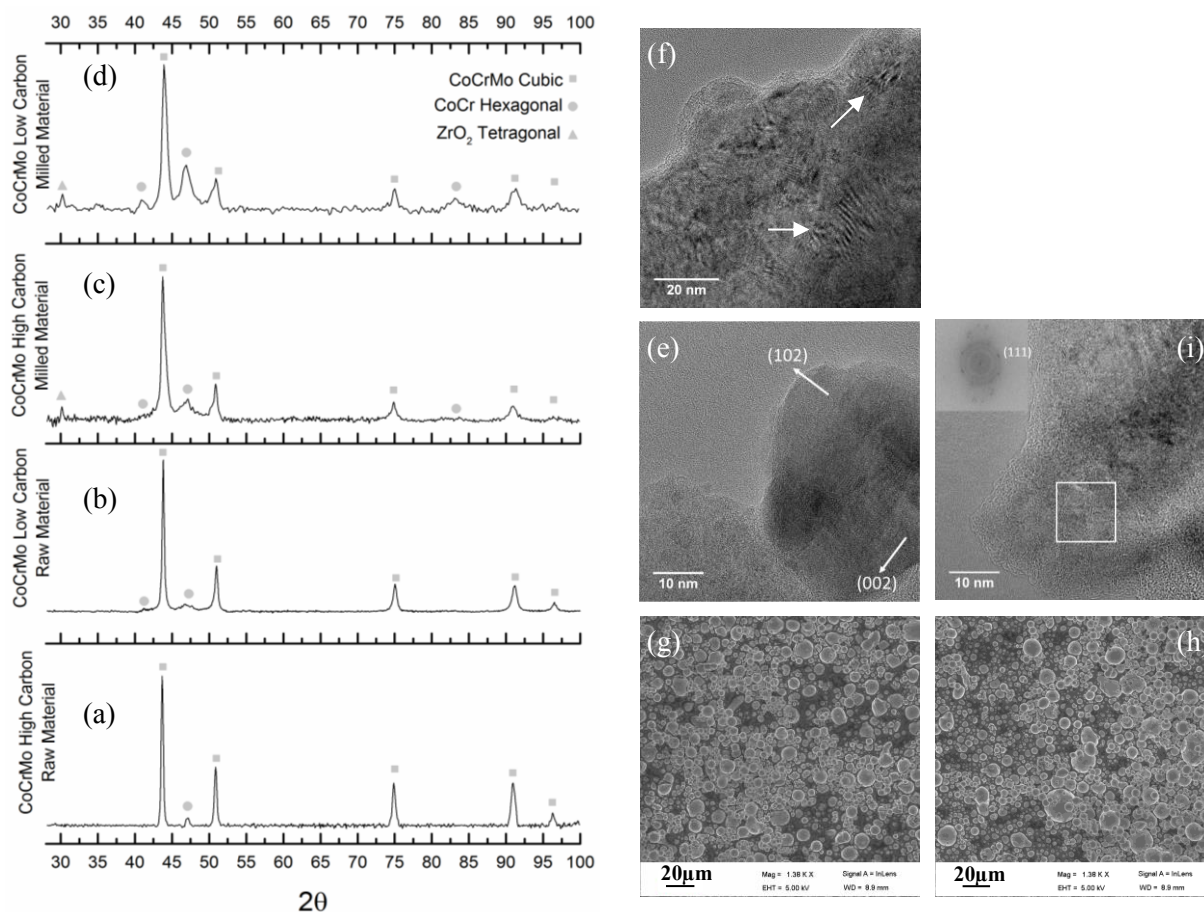 30 35 40 45 50 55 60 65 70 75 80 85 90 95 100
(d)
CoCrMo Low Carbon
Milled Material
CoCrMo Cubic
CoCr Hexagonal
ZrO2 Tetragonal
(c)
CoCrMo High Carbon
Milled Material
(b)
CoCrMo Low Carbon
Raw Material
(a)
CoCrMo High Carbon
Raw Material
30 35 40 45 50 55 60 65 70 75 80 85 90 95 100
2θ
(f)
20 nm
(e)
(102)
(002)
10 nm
(i)
(111)
10 nm
(g)
20μm
Mag = 1.38 K X
Signal A = InLens
EHT = 5.00 kV
WD = 8.9 mm
(h)
20μm
Mag = 1.38 K X
Signal A = InLens
EHT = 5.00 kV
WD = 8.9 mm